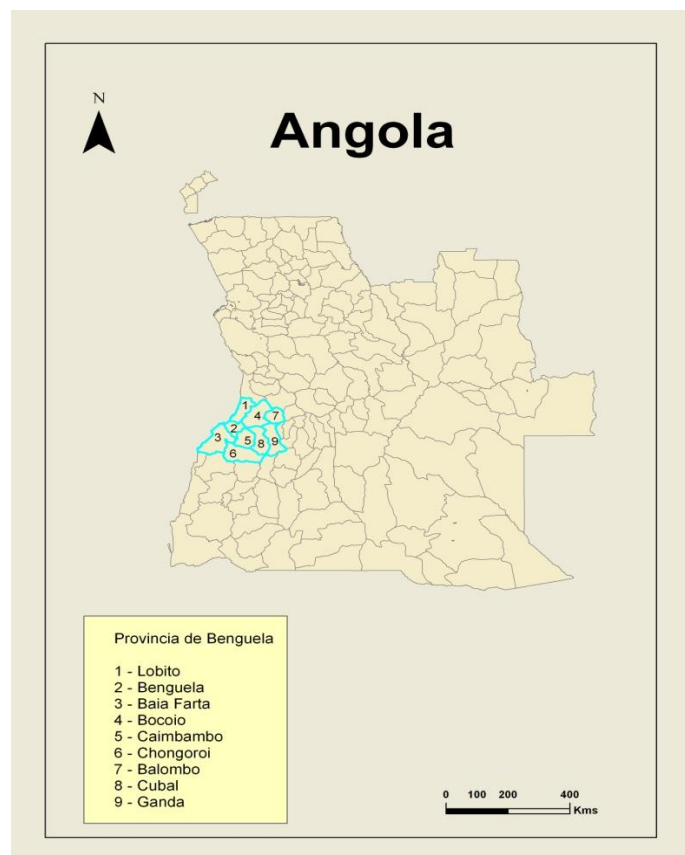 N
Angola
1
4
7
2
3
5
8
9
6
Provincia de Benguela
1 - Lobito
2 - Benguela
3 - Baia Farta
4 - Bocoio
5 - Caimbambo
6 - Chongoroi
7 - Balombo
8 - Cubal
9 - Ganda
0 100 200 400
Kms